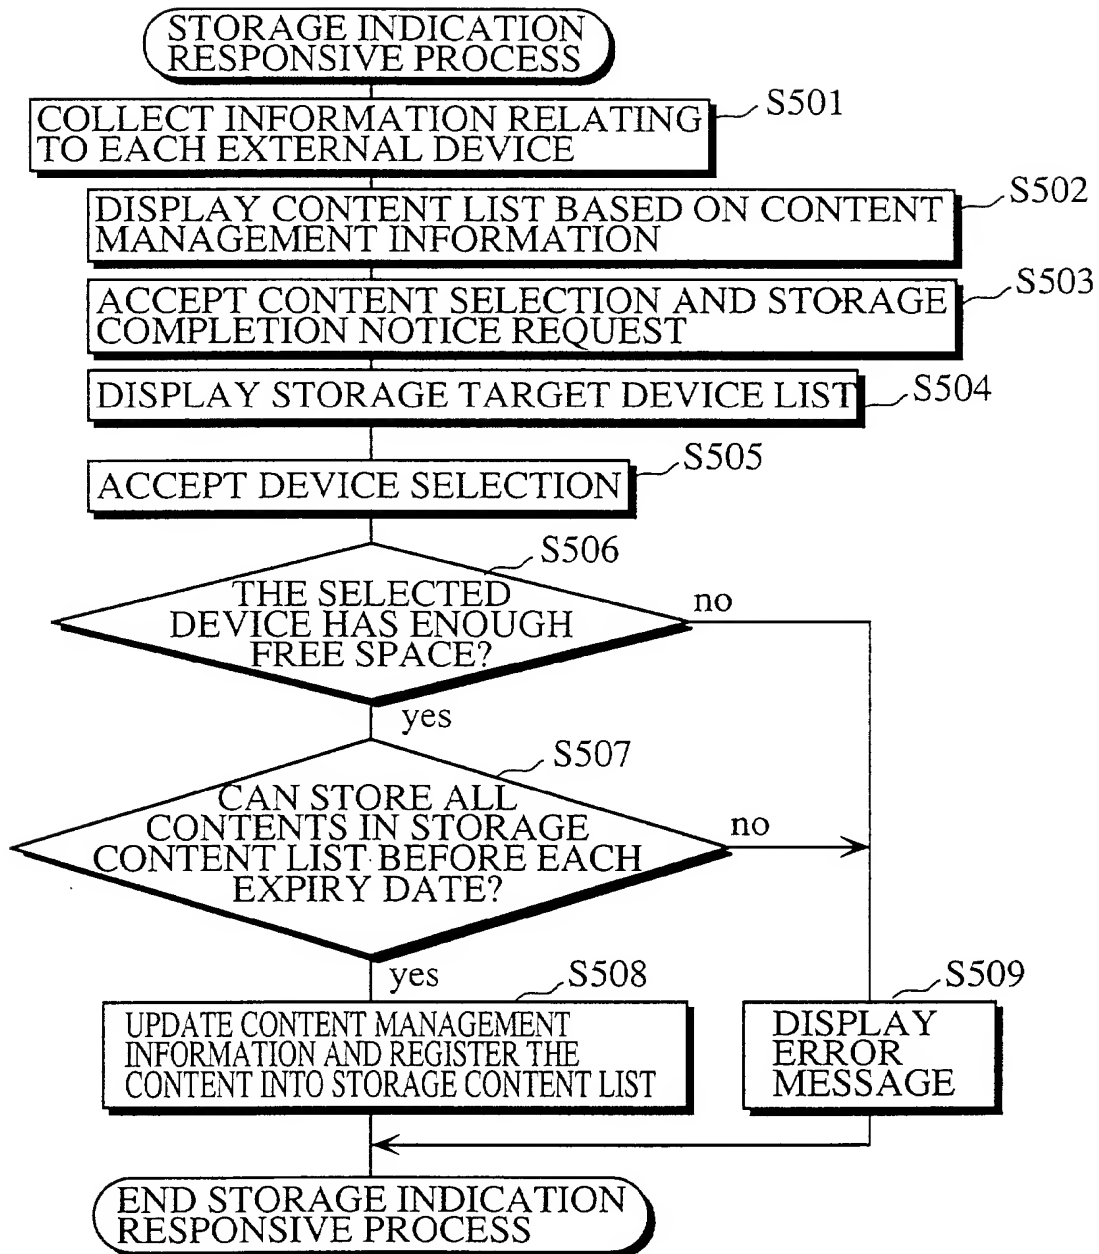 STORAGE INDICATION
RESPONSIVE PROCESS
S501
COLLECT INFORMATION RELATING
TO EACH EXTERNAL DEVICE
S502
DISPLAY CONTENT LIST BASED ON CONTENT
MANAGEMENT INFORMATION
S503
ACCEPT CONTENT SELECTION AND STORAGE
COMPLETION NOTICE REQUEST
S504
DISPLAY STORAGE TARGET DEVICE LIST
S505
ACCEPT DEVICE SELECTION
S506
THE SELECTED
DEVICE HAS ENOUGH
FREE SPACE?
no
yes
S507
CAN STORE ALL
CONTENTS IN STORAGE
CONTENT LIST BEFORE EACH
EXPIRY DATE?
no
yes
S508
UPDATE CONTENT MANAGEMENT
INFORMATION AND REGISTER THE
CONTENT INTO STORAGE CONTENT LIST
S509
DISPLAY
ERROR
MESSAGE
END STORAGE INDICATION
RESPONSIVE PROCESS